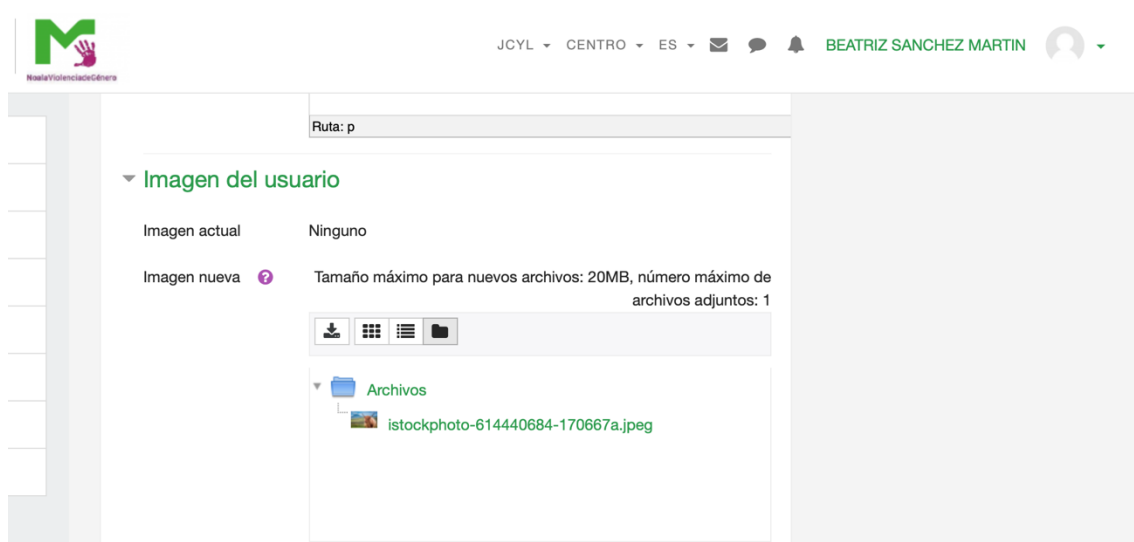 NoalaViolenciadeGénero
JCYL CENTRO ES BEATRIZ SANCHEZ MARTIN
Ruta: p
Imagen del usuario
Imagen actual Ninguno
Imagen nueva ? Tamaño máximo para nuevos archivos: 20MB, número máximo de
archivos adjuntos: 1
Archivos
istockphoto-614440684-170667a.jpeg